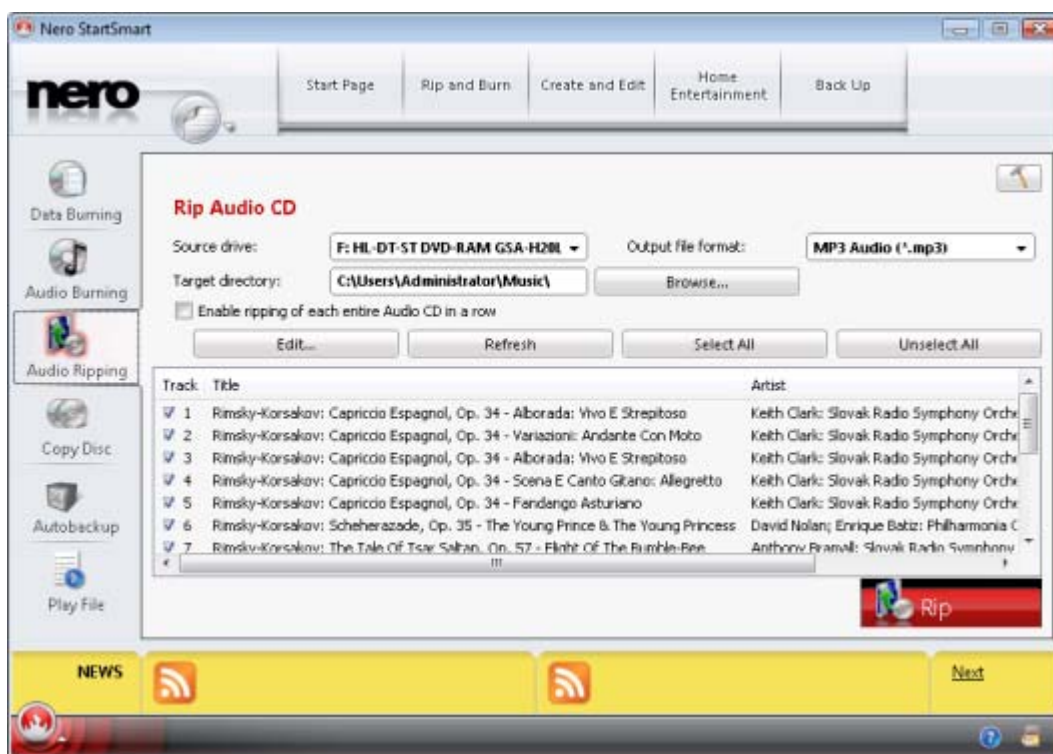 Nero StartSmart
nero
Start Page
Rip and Burn
Create and Edit
Home
Entertainment
Back Up
Data Burning
Audio Burning
Audio Ripping
Copy Disc
Autobackup
Play File
Rip Audio CD
Source drive: F: HL-DT-ST DVD-RAM GSA-H20L Output file format: MP3 Audio (*.mp3)
Target directory: C:\Users\Administrator\Music\ Browse...
Enable ripping of each entire Audio CD in a row
Edit... Refresh Select All Unselect All
Track Title Artist
1 Rimsky-Korsakov: Capriccio Espagnol, Op. 34 - Alborada: Vivo E Strepitoso Keith Clark: Slovak Radio Symphony Orche
2 Rimsky-Korsakov: Capriccio Espagnol, Op. 34 - Variazioni: Andante Con Moto Keith Clark: Slovak Radio Symphony Orche
3 Rimsky-Korsakov: Capriccio Espagnol, Op. 34 - Alborada: Vivo E Strepitoso Keith Clark: Slovak Radio Symphony Orche
4 Rimsky-Korsakov: Capriccio Espagnol, Op. 34 - Scena E Canto Gitano: Allegretto Keith Clark: Slovak Radio Symphony Orche
5 Rimsky-Korsakov: Capriccio Espagnol, Op. 34 - Fandango Asturiano Keith Clark: Slovak Radio Symphony Orche
6 Rimsky-Korsakov: Scheherazade, Op. 35 - The Young Prince & The Young Princess David Nolan; Enrique Batiz: Philharmonia
7 Rimsky-Korsakov: The Tale Of Tsar Saltan, Op. 57 - Flight Of The Bumble-Bee Anthony Bramall: Slovak Radio Symphony
Rip
NEWS
Next